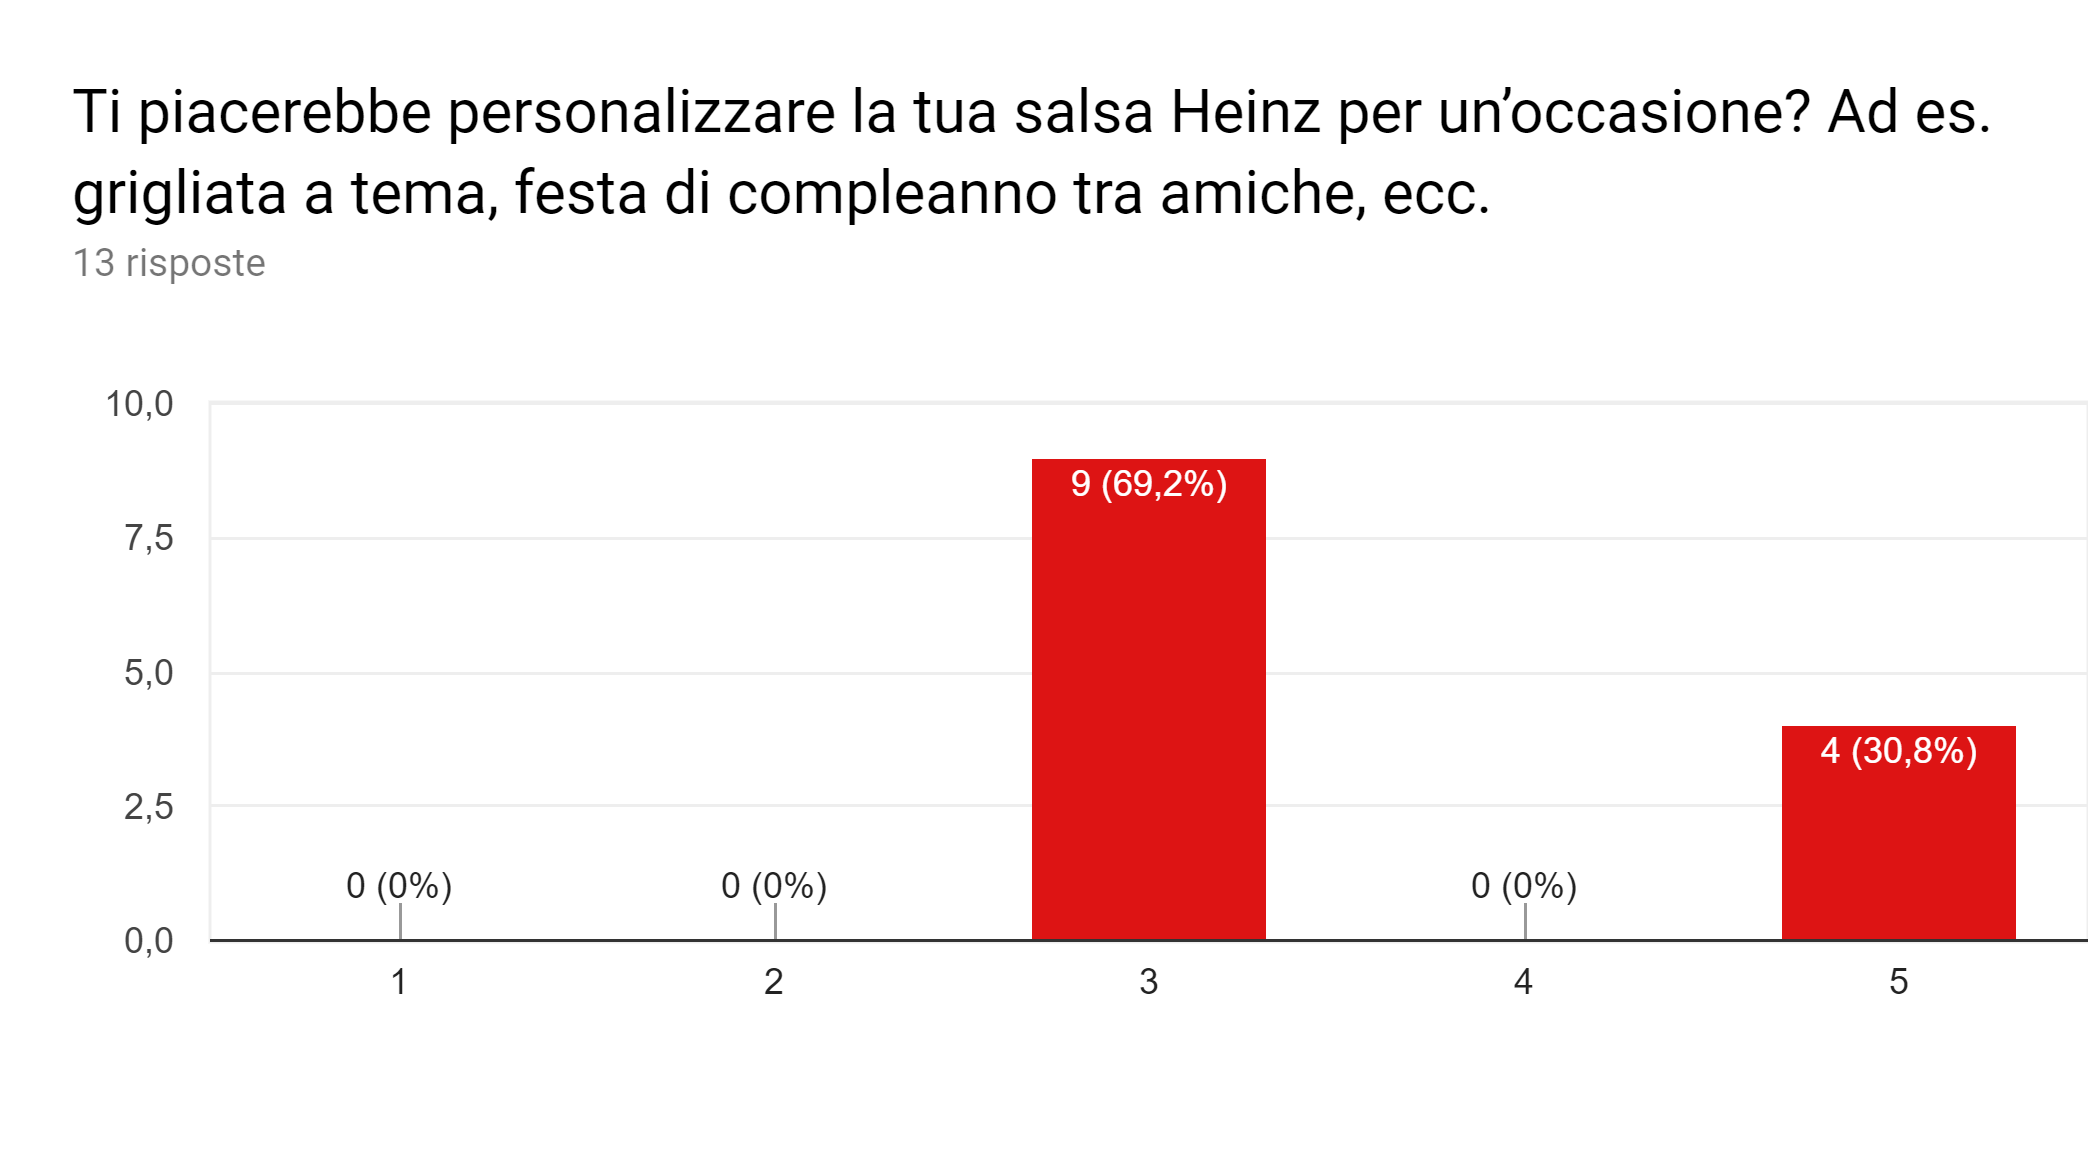 Ti piacerebbe personalizzare la tua salsa Heinz per un’occasione? Ad es.
grigliata a tema, festa di compleanno tra amiche, ecc.
13 risposte
10,0
9 (69,2%)
7,5
5,0
4 (30,8%)
2,5
0 (0%) 0 (0%) 0 (0%)
0,0
1 2 3 4 5